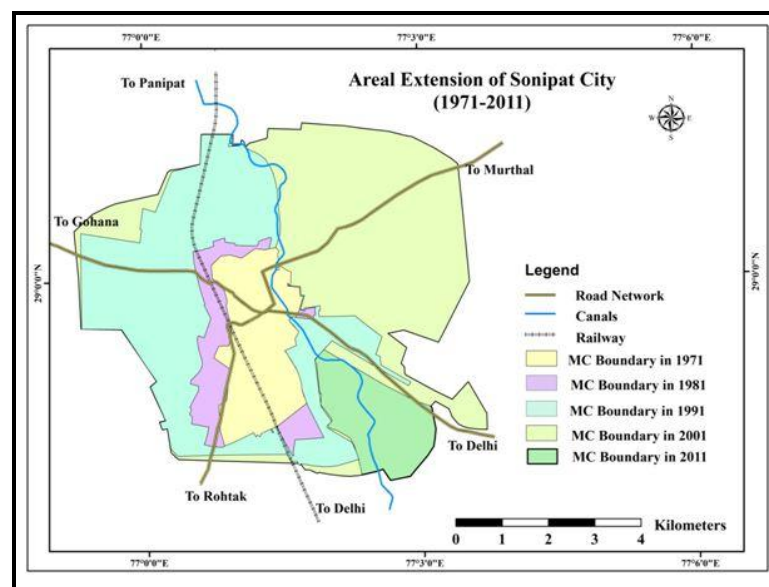 77°0'0"E 77°3'0"E 77°6'0"E
Areal Extension of Sonipat City
(1971-2011)
To Panipat
N
W E
S
To Murthal
To Gohana
29°0'0"N
29°0'0"N
Legend
Road Network
Canals
Railway
MC Boundary in 1971
MC Boundary in 1981
MC Boundary in 1991
MC Boundary in 2001
MC Boundary in 2011
To Delhi
To Rohtak
To Delhi
0 1 2 3 4 Kilometers
77°0'0"E 77°3'0"E 77°6'0"E